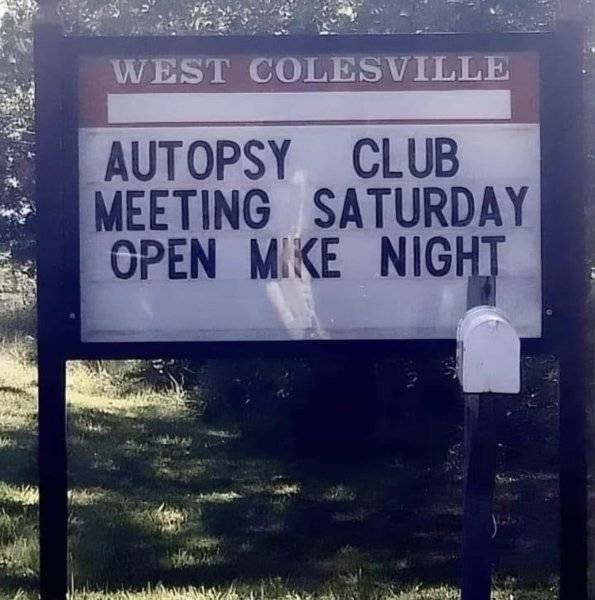 WEST COLESVILLE
AUTOPSY CLUB
MEETING SATURDAY
OPEN MIKE NIGHT